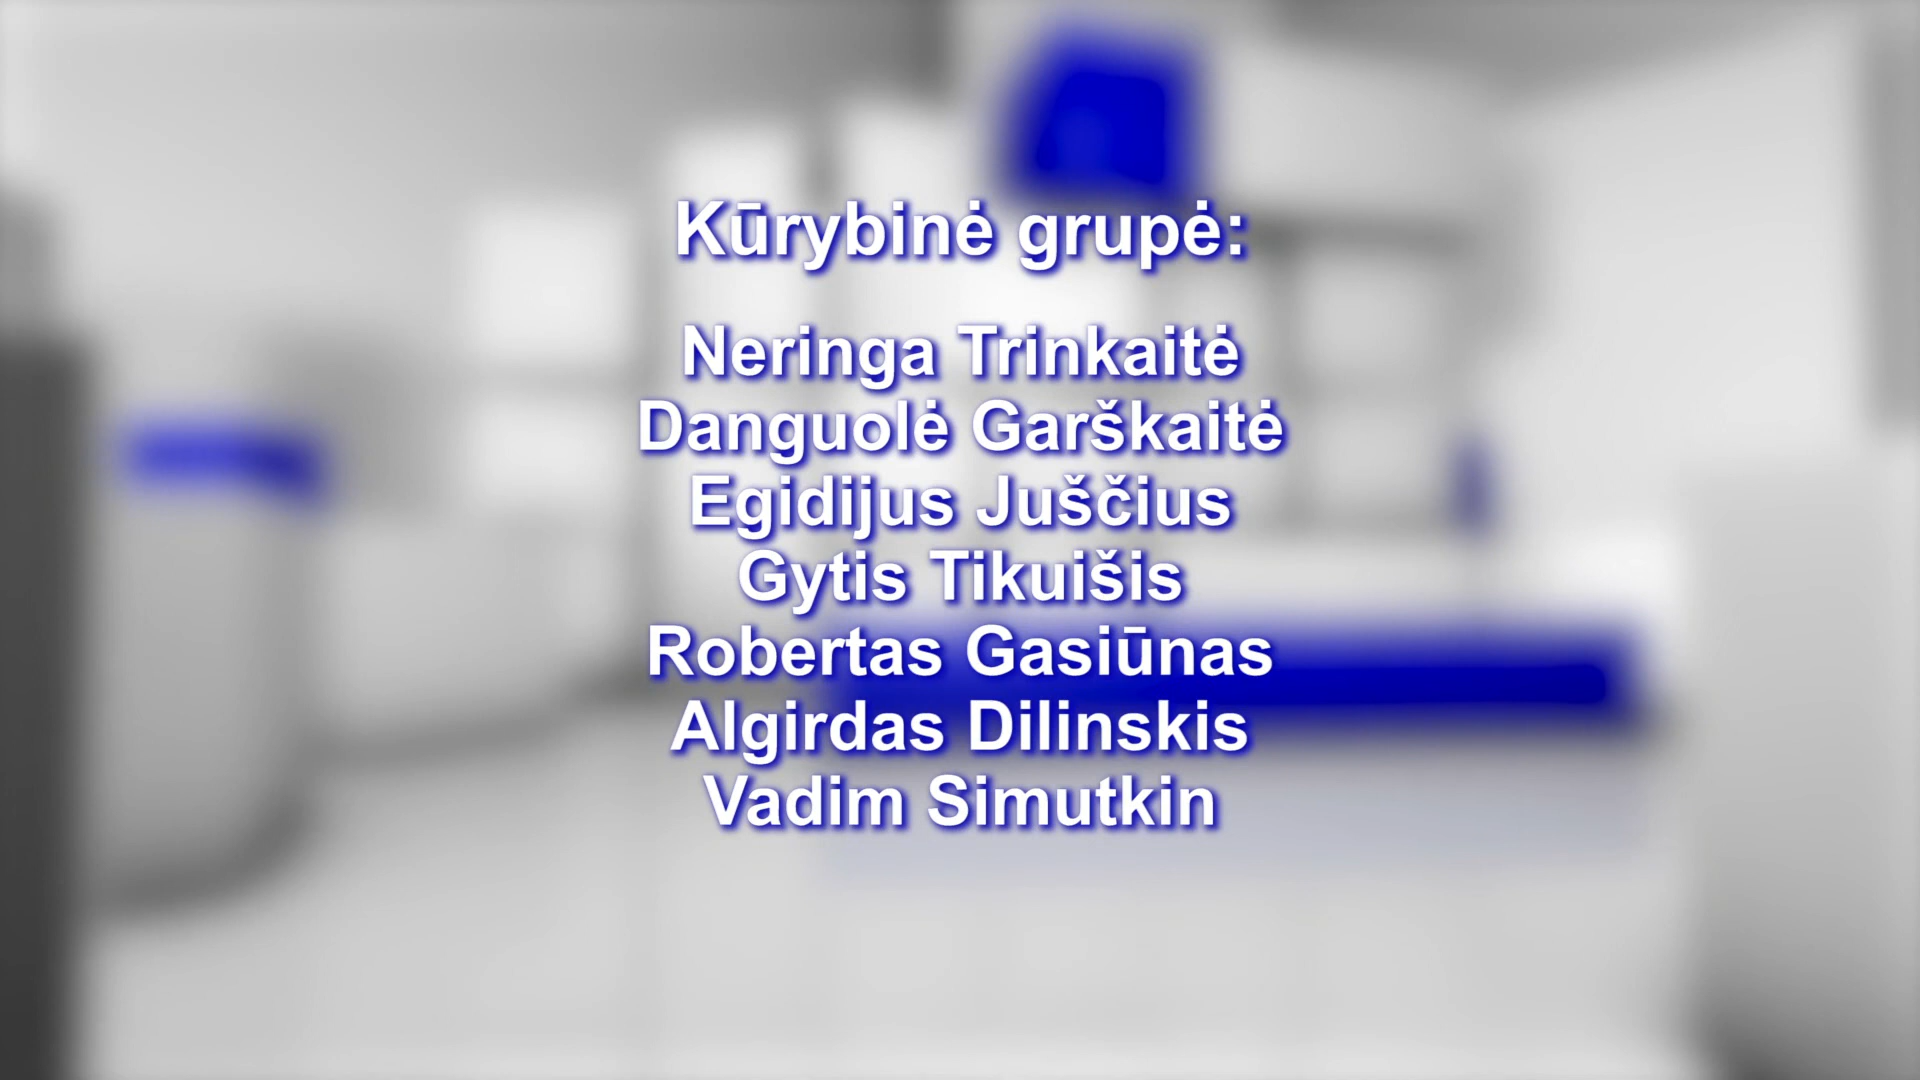 Kūrybinė grupė:
Neringa Trinkaitė
Danguolė Garškaitė
Egidijus Juščius
Gytis Tikuišis
Robertas Gasiūnas
Algirdas Dilinskis
Vadim Simutkin